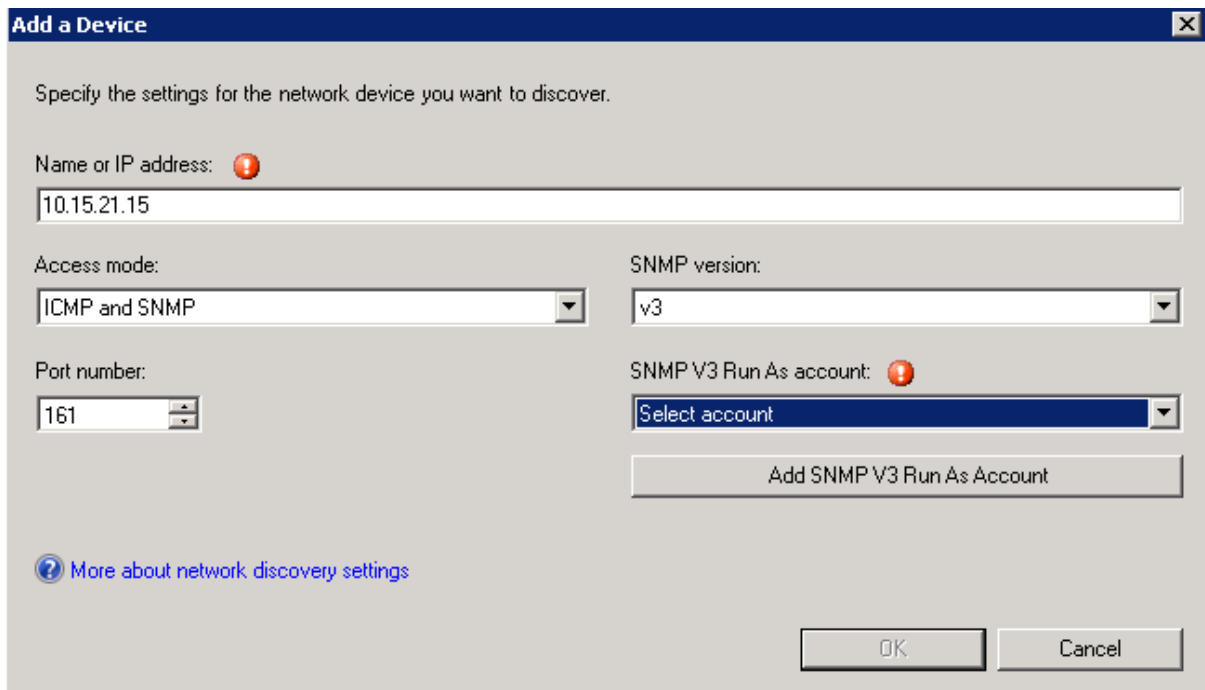 Add a Device
Specify the settings for the network device you want to discover.
Name or IP address:
10.15.21.15
Access mode:
SNMP version:
ICMP and SNMP
v3
Port number:
SNMP V3 Run As account:
161
Select account
Add SNMP V3 Run As Account
More about network discovery settings
OK
Cancel